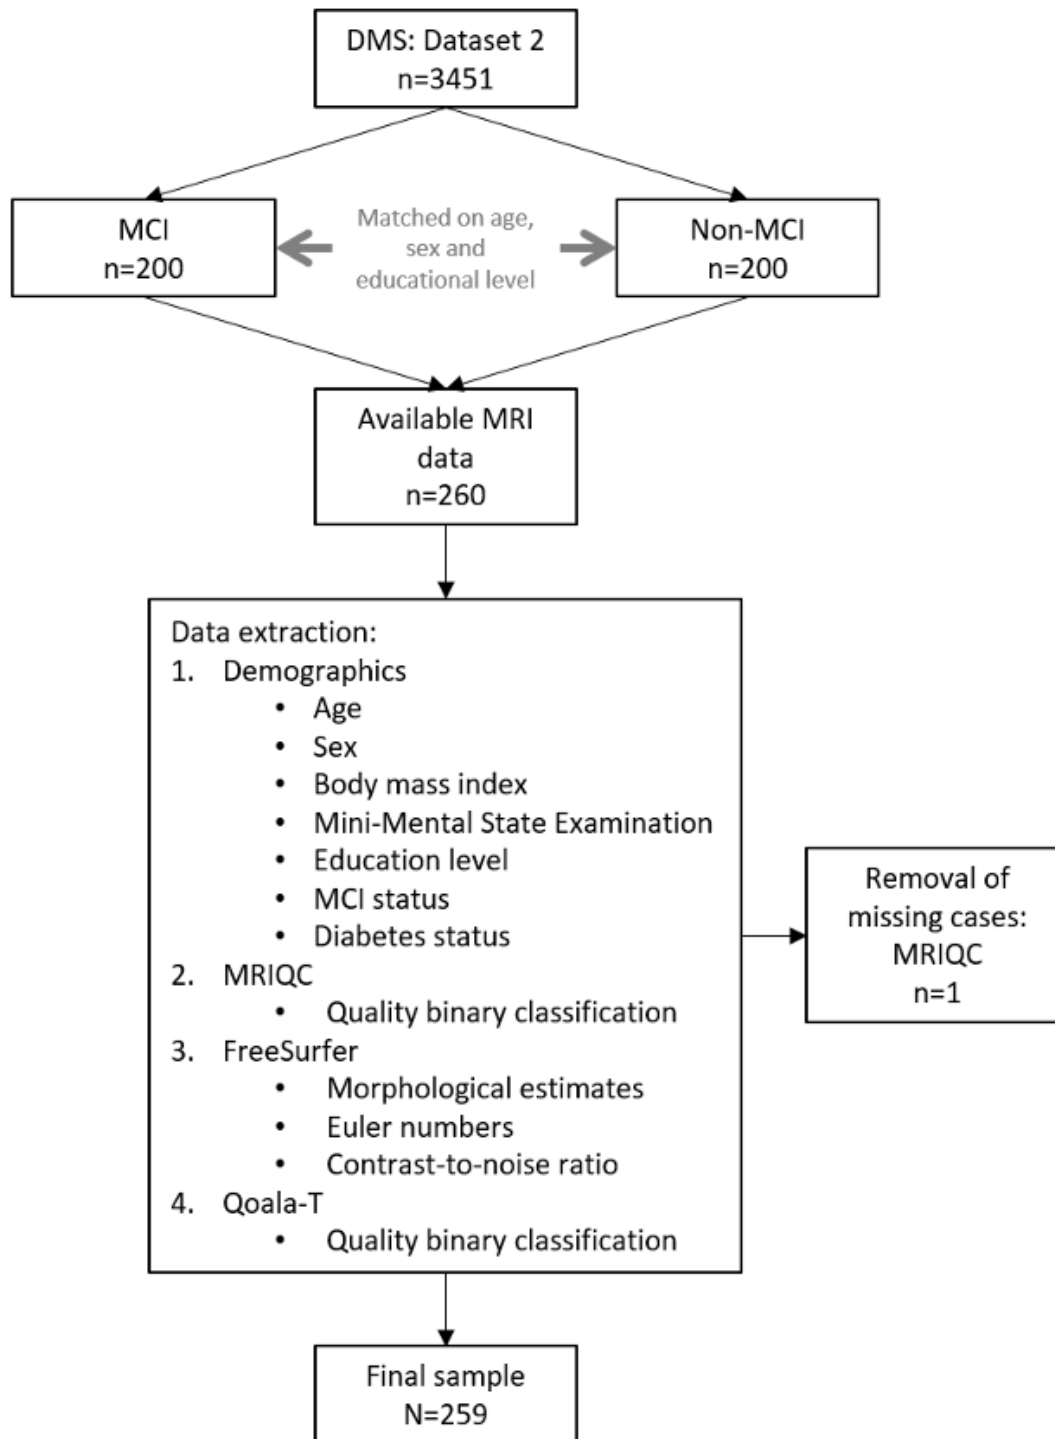 DMS: Dataset 2
n=3451
MCI
n=200
Matched on age,
sex and
educational level
Non-MCI
n=200
Available MRI
data
n=260
Data extraction:
1. Demographics
• Age
• Sex
• Body mass index
• Mini-Mental State Examination
• Education level
• MCI status
• Diabetes status
2. MRIQC
• Quality binary classification
3. FreeSurfer
• Morphological estimates
• Euler numbers
• Contrast-to-noise ratio
4. Qoala-T
• Quality binary classification
Removal of
missing cases:
MRIQC
n=1
Final sample
N=259